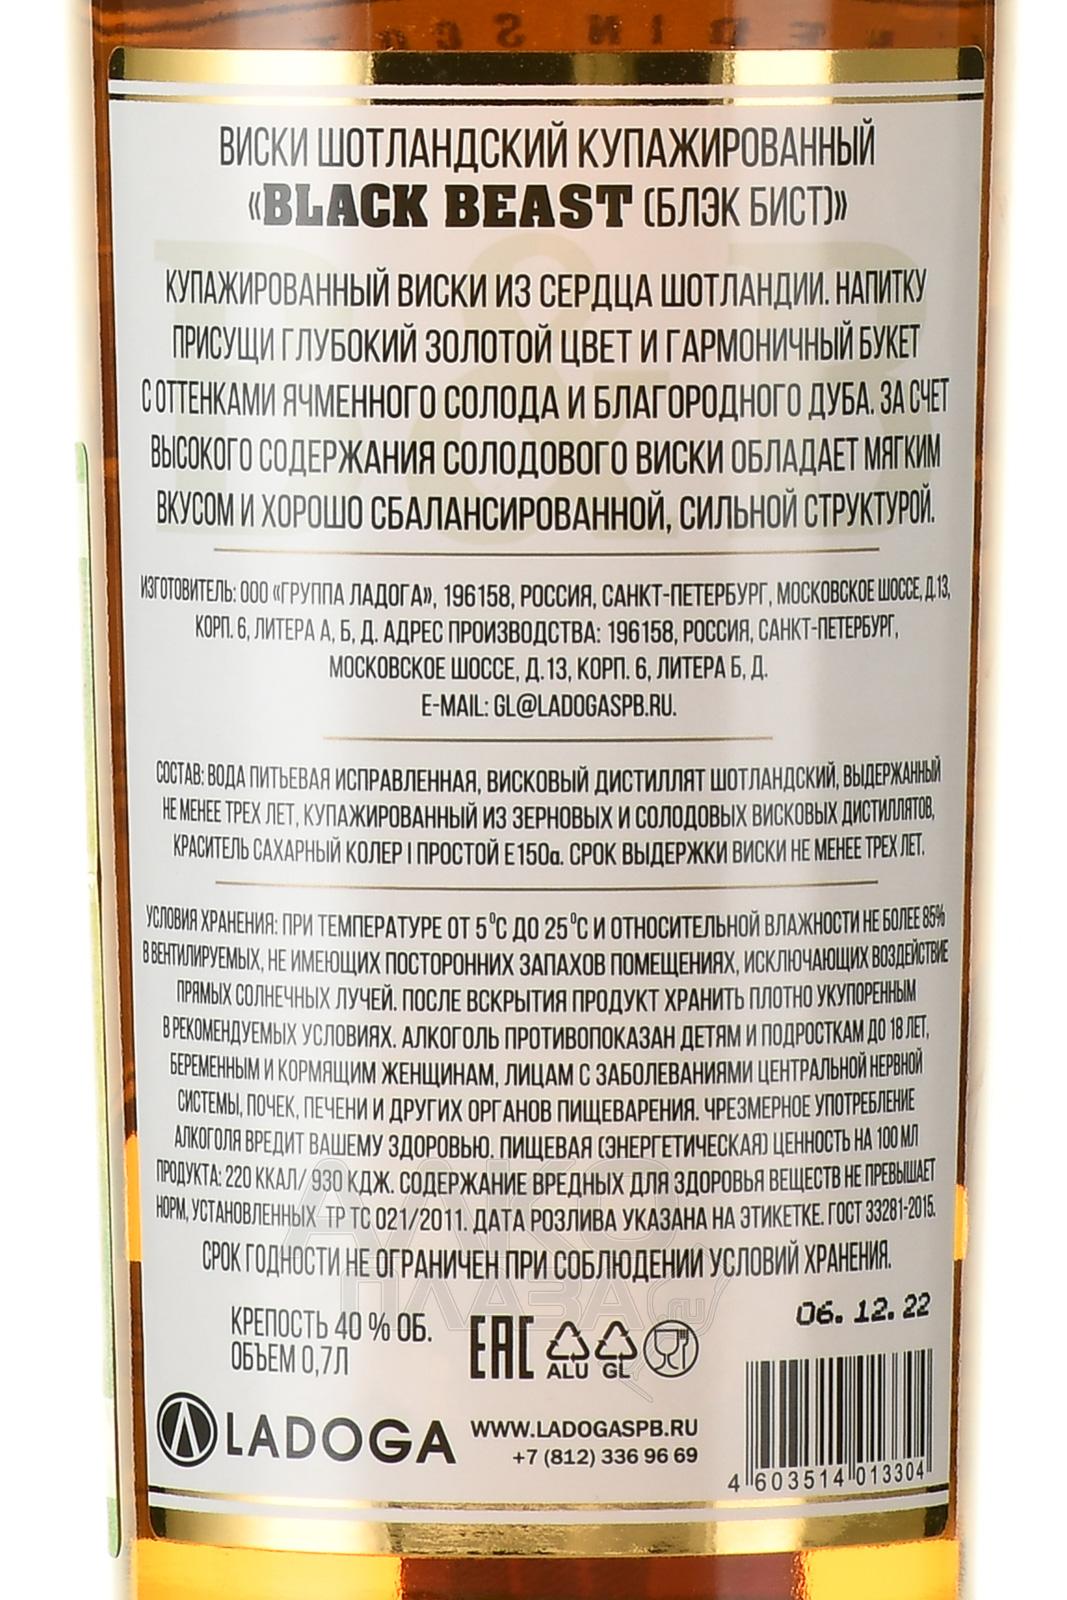 ВИСКИ ШОТЛАНДСКИЙ КУПАЖИРОВАННЫЙ
«BLACK BEAST (БЛЭК БИСТ)»
B&B
КУПАЖИРОВАННЫЙ ВИСКИ ИЗ СЕРДЦА ШОТЛАНДИИ. НАПИТКУ
ПРИСУЩИ ГЛУБОКИЙ ЗОЛОТОЙ ЦВЕТ И ГАРМОНИЧНЫЙ БУКЕТ
С ОТТЕНКАМИ ЯЧМЕННОГО СОЛОДА И БЛАГОРОДНОГО ДУБА. ЗА СЧЕТ
ВЫСОКОГО СОДЕРЖАНИЯ СОЛОДОВОГО ВИСКИ ОБЛАДАЕТ МЯГКИМ
ВКУСОМ И ХОРОШО СБАЛАНСИРОВАННОЙ, СИЛЬНОЙ СТРУКТУРОЙ.
ИЗГОТОВИТЕЛЬ: ООО «ГРУППА ЛАДОГА», 196158, РОССИЯ, САНКТ-ПЕТЕРБУРГ, МОСКОВСКОЕ ШОССЕ, Д.13,
КОРП. 6, ЛИТЕРА А, Б, Д. АДРЕС ПРОИЗВОДСТВА: 196158, РОССИЯ, САНКТ-ПЕТЕРБУРГ,
МОСКОВСКОЕ ШОССЕ, Д.13, КОРП. 6, ЛИТЕРА Б, Д.
E-MAIL: GL@LADOGASPB.RU.
СОСТАВ: ВОДА ПИТЬЕВАЯ ИСПРАВЛЕННАЯ, ВИСКОВЫЙ ДИСТИЛЛЯТ ШОТЛАНДСКИЙ, ВЫДЕРЖАННЫЙ
НЕ МЕНЕЕ ТРЕХ ЛЕТ, КУПАЖИРОВАННЫЙ ИЗ ЗЕРНОВЫХ И СОЛОДОВЫХ ВИСКОВЫХ ДИСТИЛЛЯТОВ,
КРАСИТЕЛЬ САХАРНЫЙ КОЛЕР I ПРОСТОЙ Е150а. СРОК ВЫДЕРЖКИ ВИСКИ НЕ МЕНЕЕ ТРЕХ ЛЕТ.
УСЛОВИЯ ХРАНЕНИЯ: ПРИ ТЕМПЕРАТУРЕ ОТ 5°С ДО 25°С И ОТНОСИТЕЛЬНОЙ ВЛАЖНОСТИ НЕ БОЛЕЕ 85%
В ВЕНТИЛИРУЕМЫХ, НЕ ИМЕЮЩИХ ПОСТОРОННИХ ЗАПАХОВ ПОМЕЩЕНИЯХ, ИСКЛЮЧАЮЩИХ ВОЗДЕЙСТВИЕ
ПРЯМЫХ СОЛНЕЧНЫХ ЛУЧЕЙ. ПОСЛЕ ВСКРЫТИЯ ПРОДУКТ ХРАНИТЬ ПЛОТНО УКУПОРЕННЫМ
В РЕКОМЕНДУЕМЫХ УСЛОВИЯХ. АЛКОГОЛЬ ПРОТИВОПОКАЗАН ДЕТЯМ И ПОДРОСТКАМ ДО 18 ЛЕТ,
БЕРЕМЕННЫМ И КОРМЯЩИМ ЖЕНЩИНАМ, ЛИЦАМ С ЗАБОЛЕВАНИЯМИ ЦЕНТРАЛЬНОЙ НЕРВНОЙ
СИСТЕМЫ, ПОЧЕК, ПЕЧЕНИ И ДРУГИХ ОРГАНОВ ПИЩЕВАРЕНИЯ. ЧРЕЗМЕРНОЕ УПОТРЕБЛЕНИЕ
АЛКОГОЛЯ ВРЕДИТ ВАШЕМУ ЗДОРОВЬЮ. ПИЩЕВАЯ (ЭНЕРГЕТИЧЕСКАЯ) ЦЕННОСТЬ НА 100 МЛ
ПРОДУКТА: 220 ККАЛ/ 930 КДЖ. СОДЕРЖАНИЕ ВРЕДНЫХ ДЛЯ ЗДОРОВЬЯ ВЕЩЕСТВ НЕ ПРЕВЫШАЕТ
НОРМ, УСТАНОВЛЕННЫХ ТР ТС 021/2011. ДАТА РОЗЛИВА УКАЗАНА НА ЭТИКЕТКЕ. ГОСТ 33281-2015.
СРОК ГОДНОСТИ НЕ ОГРАНИЧЕН ПРИ СОБЛЮДЕНИИ УСЛОВИЙ ХРАНЕНИЯ.
АЛКО
ПЛАЗА.ru
06. 12. 22
КРЕПОСТЬ 40 % ОБ.
ОБЪЕМ 0,7Л
EAC
ALU GL
LADOGA
WWW.LADOGASPB.RU
+7 (812) 336 96 69
4 603514 013304